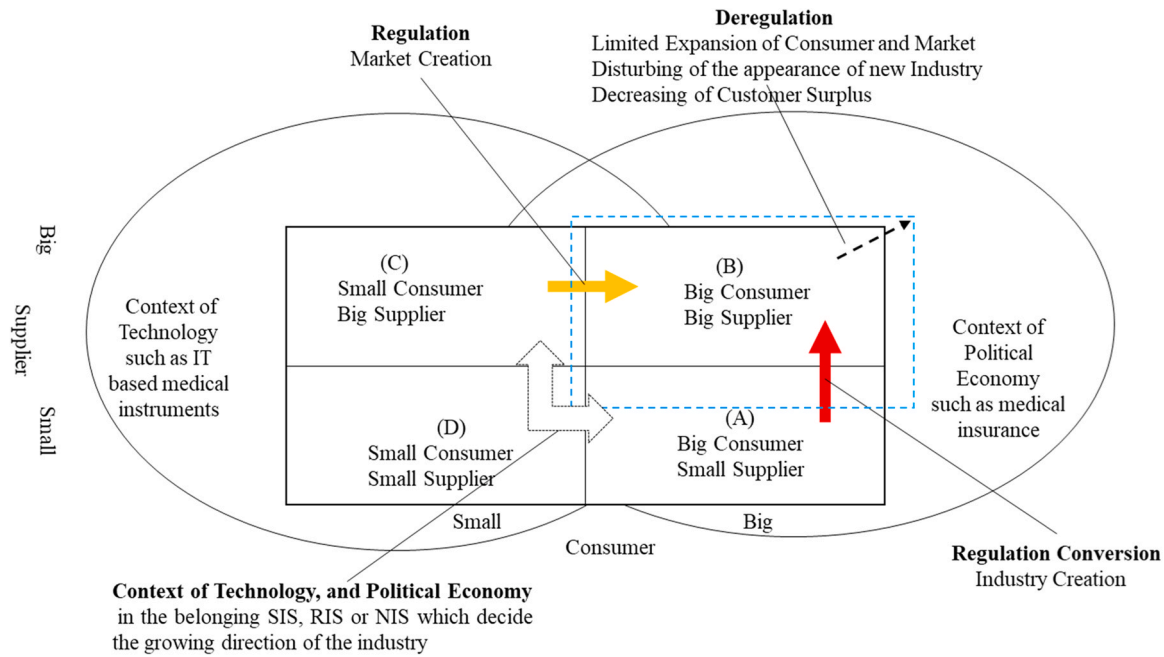 Regulation
Market Creation
Deregulation
Limited Expansion of Consumer and Market
Disturbing of the appearance of new Industry
Decreasing of Customer Surplus
Big
Supplier
Small
Context of
Technology
such as IT
based medical
instruments
(C)
Small Consumer
Big Supplier
(B)
Big Consumer
Big Supplier
Context of
Political
Economy
such as medical
insurance
(D)
Small Consumer
Small Supplier
(A)
Big Consumer
Small Supplier
Small
Big
Consumer
Regulation Conversion
Industry Creation
Context of Technology, and Political Economy
in the belonging SIS, RIS or NIS which decide
the growing direction of the industry